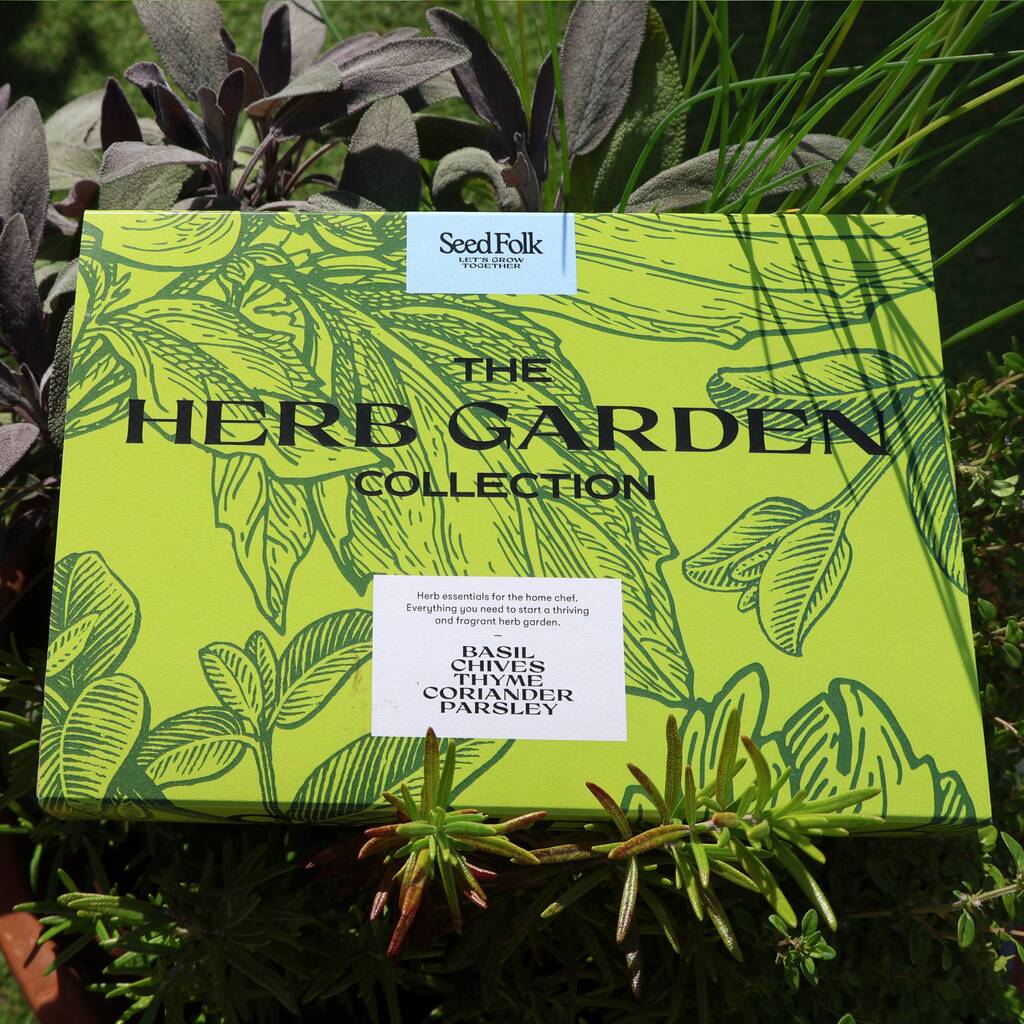 SeedFolk
LET'S GROW
TOGETHER
THE
HERB GARDEN
COLLECTION
Herb essentials for the home chef.
Everything you need to start a thriving
and fragrant herb garden.
–
BASIL
CHIVES
THYME
CORIANDER
PARSLEY